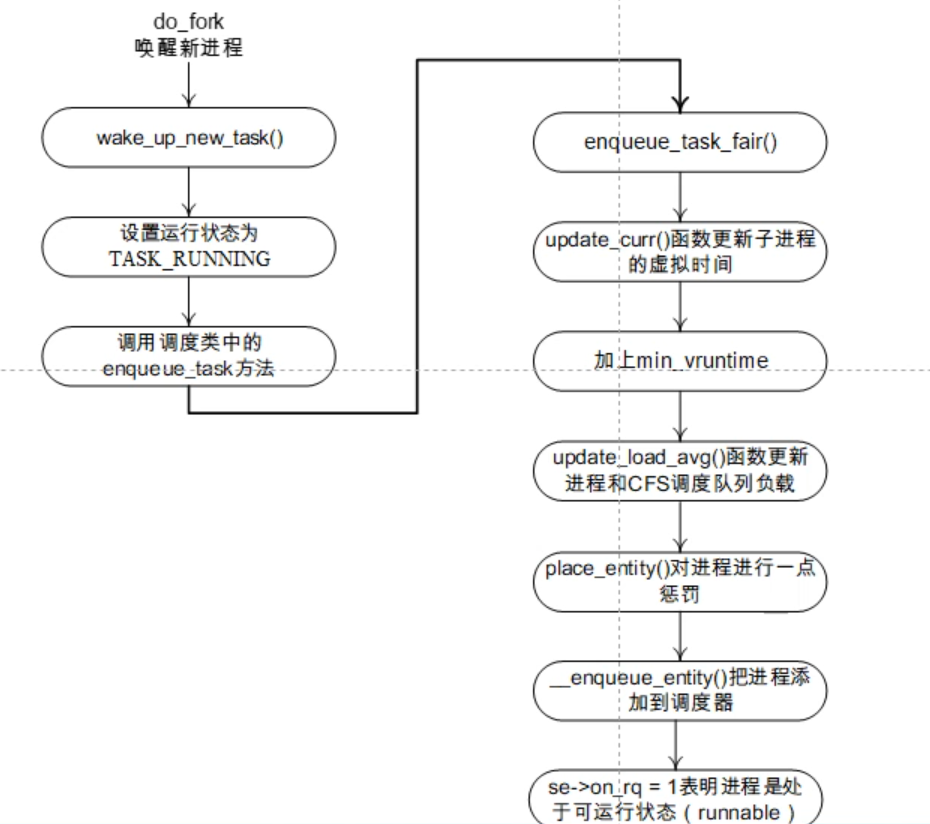 do_fork
唤醒新进程
wake_up_new_task()
设置运行状态为
TASK_RUNNING
调用调度类中的
enqueue_task方法
enqueue_task_fair()
update_curr()函数更新子进程
的虚拟时间
加上min_vruntime
update_load_avg()函数更新
进程和CFS调度队列负载
place_entity()对进程进行一点
惩罚
__enqueue_entity()把进程添
加到调度器
se->on_rq = 1表明进程是处
于可运行状态（runnable）